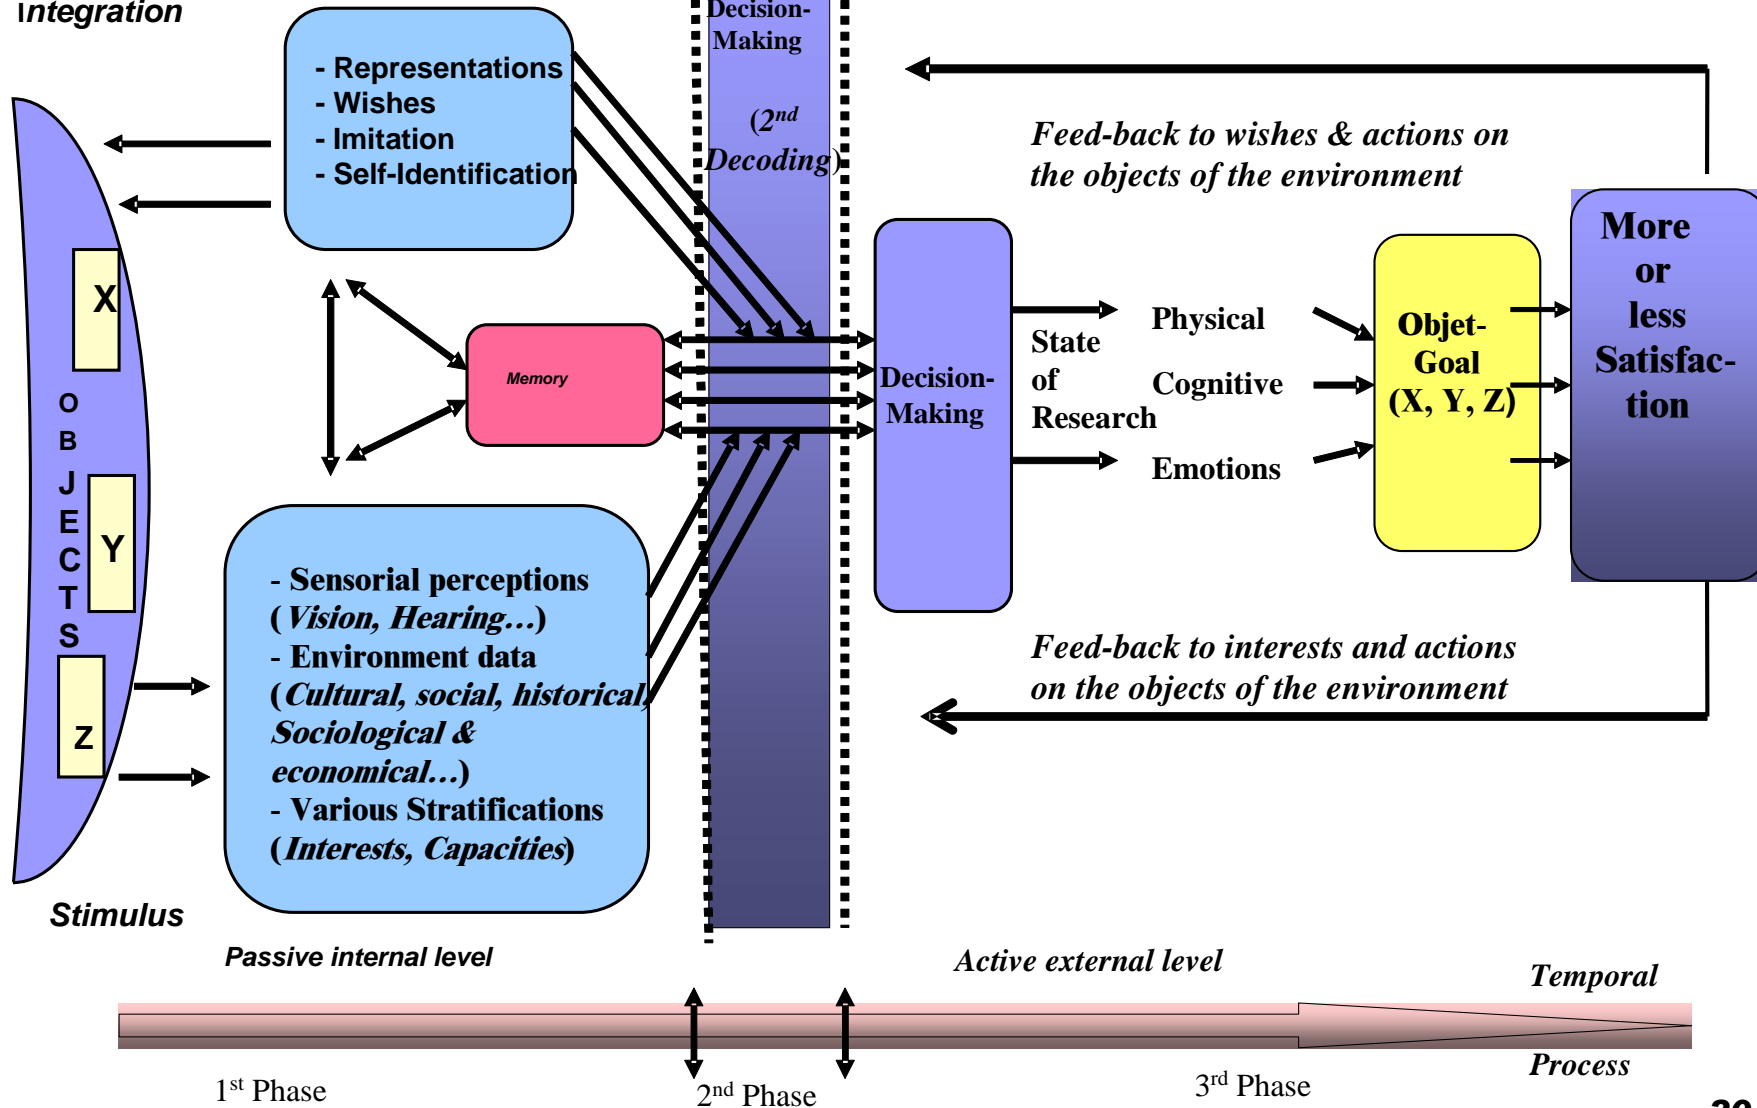 Integration
- Representations
- Wishes
- Imitation
- Self-Identification
Decision-
Making
(2nd
Decoding)
Feed-back to wishes & actions on
the objects of the environment
X
Y
Z
O
B
J
E
C
T
S
Memory
Decision-
Making
State
of
Research
Physical
Cognitive
Emotions
Objet-
Goal
(X, Y, Z)
More
or
less
Satisfac-
tion
- Sensorial perceptions
(Vision, Hearing…)
- Environment data
(Cultural, social, historical,
Sociological &
economical…)
- Various Stratifications
(Interests, Capacities)
Feed-back to interests and actions
on the objects of the environment
Stimulus
Passive internal level
Active external level
Temporal
Process
1st Phase
2nd Phase
3rd Phase